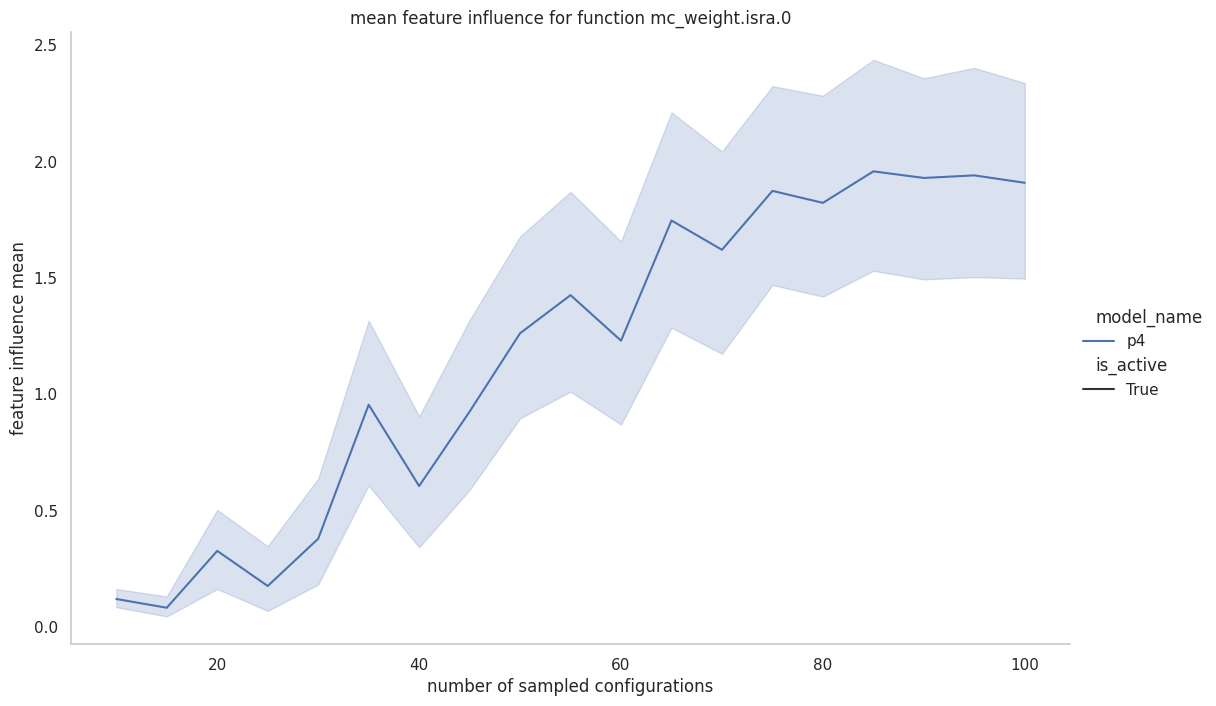 mean feature influence for function mc_weight.isra.0
2.5
2.0
1.5
1.0
0.5
0.0
feature influence mean
20 40 60 80 100
number of sampled configurations
model_name
p4
is_active
True